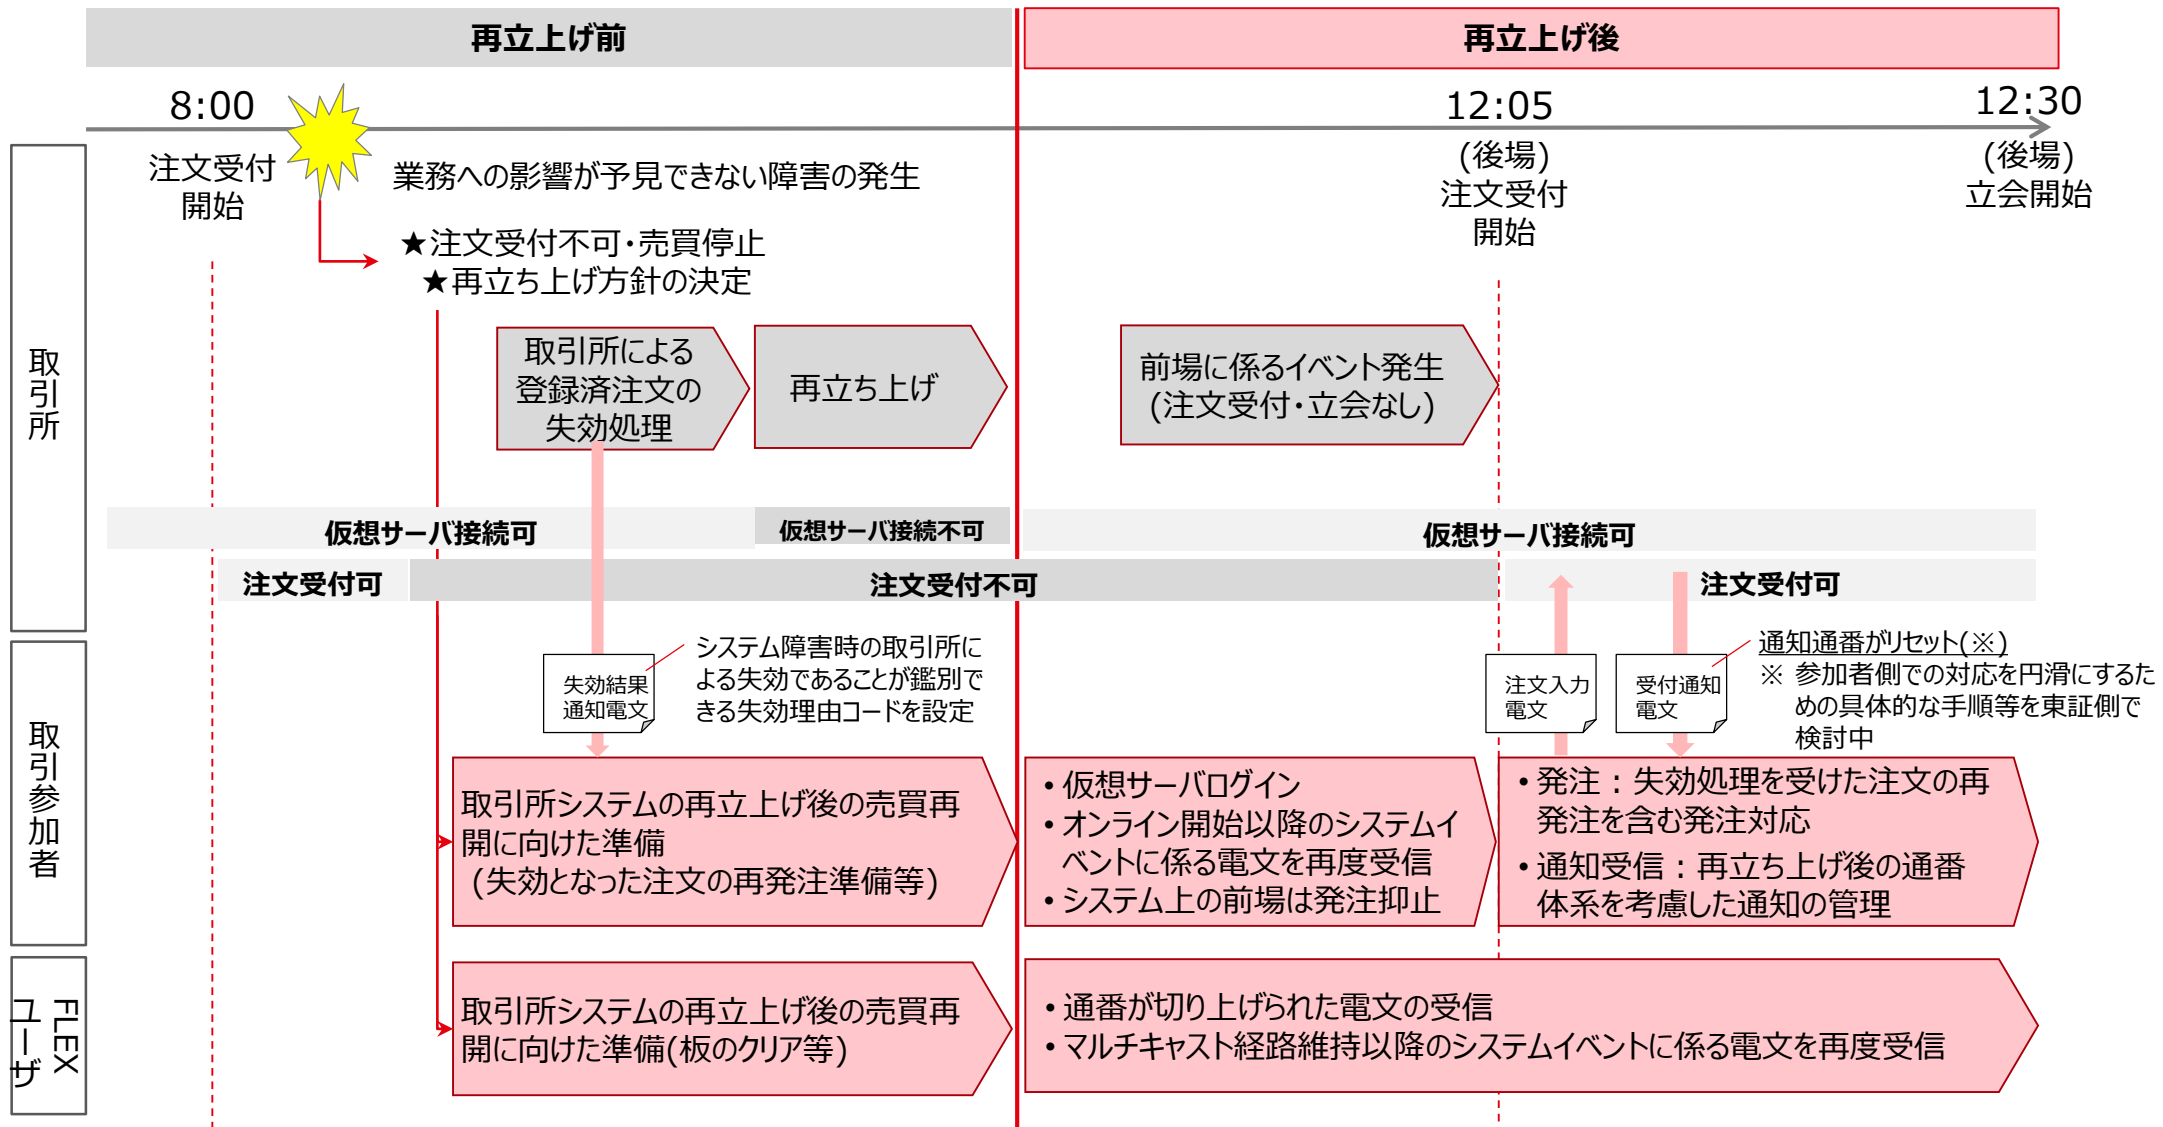 再立上げ前
再立上げ後
8:00
12:05
12:30
注文受付
開始
業務への影響が予見できない障害の発生
(後場)
注文受付
開始
(後場)
立会開始
★注文受付不可・売買停止
★再立ち上げ方針の決定
取引所
取引所による
登録済注文の
失効処理
再立ち上げ
前場に係るイベント発生
(注文受付・立会なし)
仮想サーバ接続可
仮想サーバ接続不可
仮想サーバ接続可
注文受付可
注文受付不可
注文受付可
取引参加者
失効結果
通知電文
システム障害時の取引所に
よる失効であることが鑑別で
きる失効理由コードを設定
注文入力
電文
受付通知
電文
通知通番がリセット(※)
※ 参加者側での対応を円滑にするた
めの具体的な手順等を東証側で
検討中
取引所システムの再立上げ後の売買再
開に向けた準備
(失効となった注文の再発注準備等)
• 仮想サーバログイン
• オンライン開始以降のシステムイ
ベントに係る電文を再度受信
• システム上の前場は発注抑止
• 発注：失効処理を受けた注文の再
発注を含む発注対応
• 通知受信：再立ち上げ後の通番
体系を考慮した通知の管理
FLEX
ユーザ
取引所システムの再立上げ後の売買再
開に向けた準備(板のクリア等)
• 通番が切り上げられた電文の受信
• マルチキャスト経路維持以降のシステムイベントに係る電文を再度受信